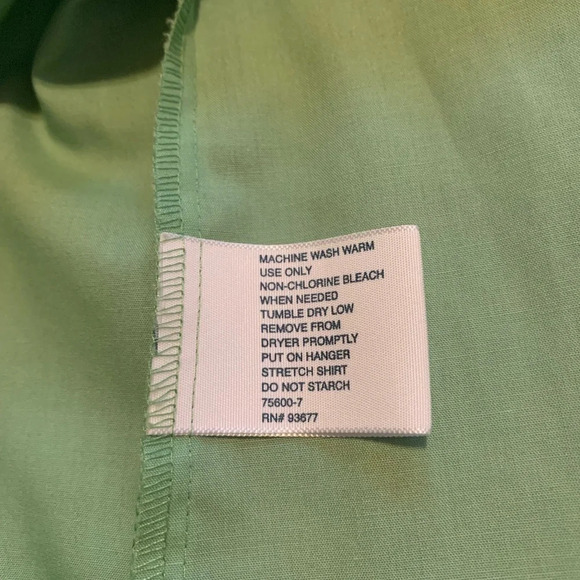 MACHINE WASH WARM
USE ONLY
NON-CHLORINE BLEACH
WHEN NEEDED
TUMBLE DRY LOW
REMOVE FROM
DRYER PROMPTLY
PUT ON HANGER
STRETCH SHIRT
DO NOT STARCH
75600-7
RN# 93677